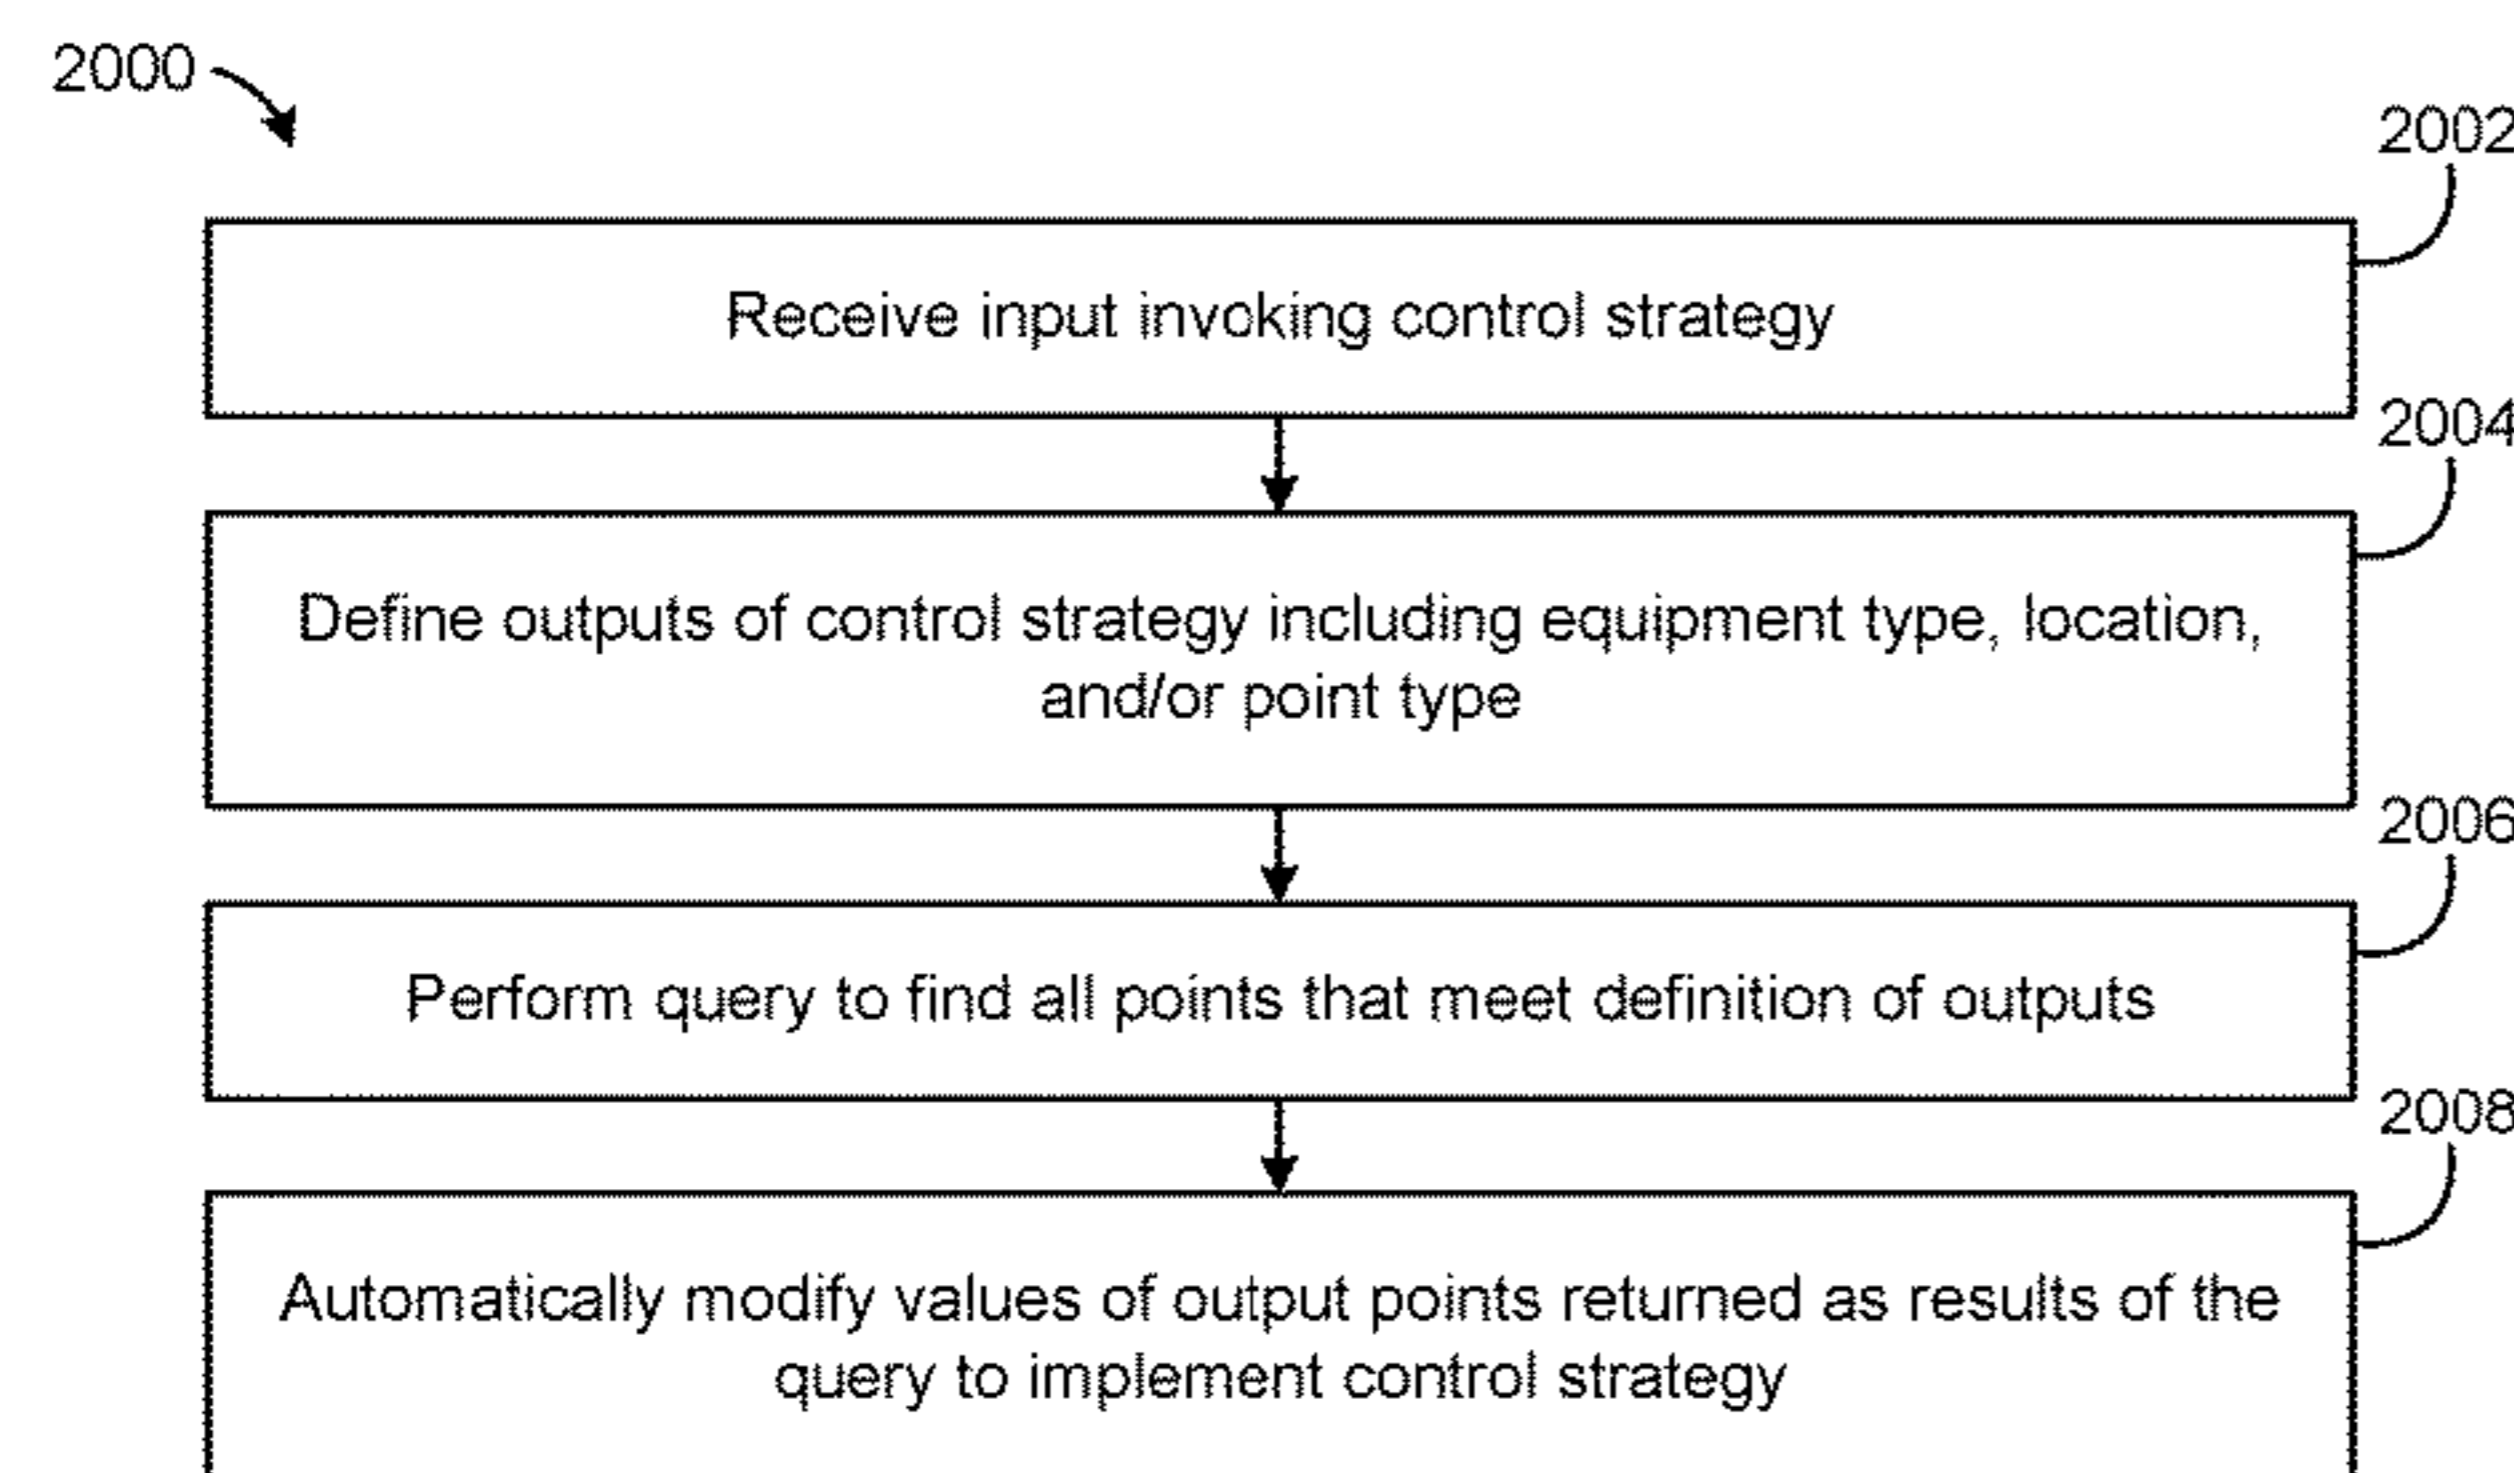 2000
2002
Receive input invoking control strategy
2004
Define outputs of control strategy including equipment type, location,
and/or point type
2006
Perform query to find all points that meet definition of outputs
2008
Automatically modify values of output points returned as results of the
query to implement control strategy